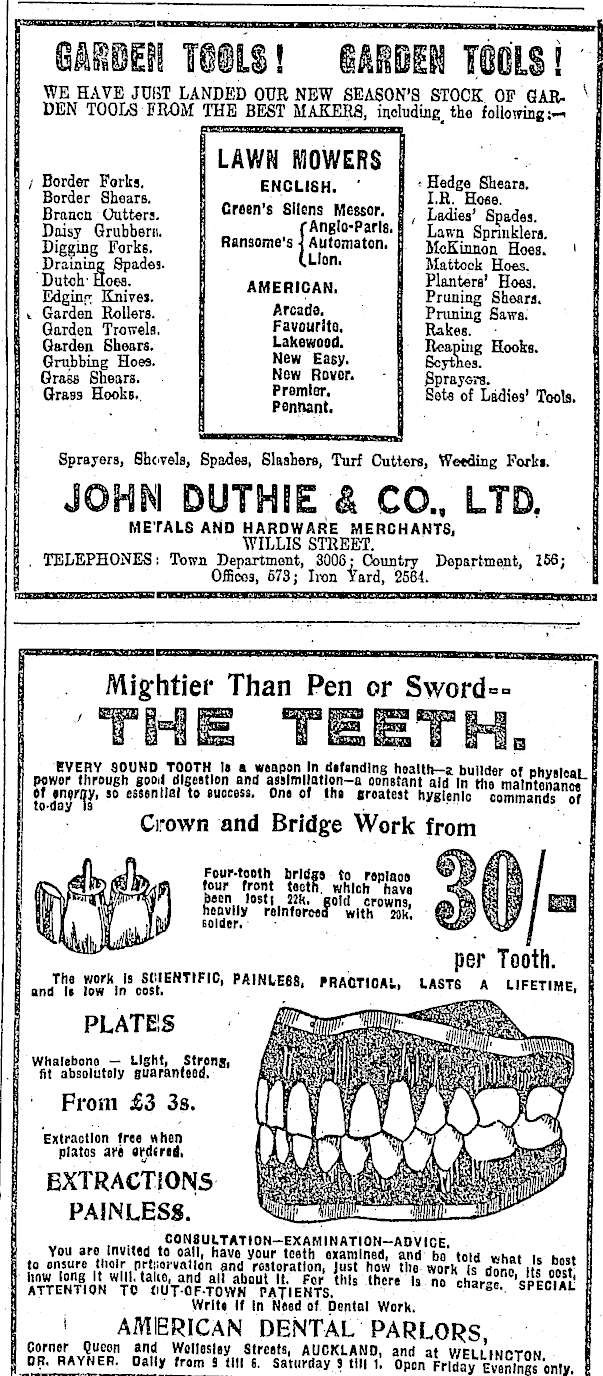 GARDEN TOOLS! GARDEN TOOLS!
WE HAVE JUST LANDED OUR NEW SEASON'S STOCK OF GAR-
DEN TOOLS FROM THE BEST MAKERS, including the following:—
Border Forks.
Border Shears.
Branch Cutters.
Daisy Grubbers.
Digging Forks.
Draining Spades.
Dutch Hoes.
Edging Knives.
Garden Rollers.
Garden Trowels.
Garden Shears.
Grubbing Hoes.
Grass Shears.
Grass Hooks.
LAWN MOWERS
ENGLISH.
Green's Silens Messor.
Ransome's { Anglo-Paris.
Automaton.
Lion.
AMERICAN.
Arcade.
Favourite.
Lakewood.
New Easy.
New Rover.
Premier.
Pennant.
Hedge Shears.
I.R. Hose.
Ladies' Spades.
Lawn Sprinklers.
McKinnon Hoes.
Mattock Hoes.
Planters' Hoes.
Pruning Shears.
Pruning Saws.
Rakes.
Reaping Hooks.
Scythes.
Sprayers.
Sets of Ladies' Tools.
Sprayers, Shovels, Spades, Slashers, Turf Cutters, Weeding Forks.
JOHN DUTHIE & CO., LTD.
METALS AND HARDWARE MERCHANTS,
WILLIS STREET.
TELEPHONES: Town Department, 3006; Country Department, 156;
Offices, 573; Iron Yard, 2564.
Mightier Than Pen or Sword--
THE TEETH.
EVERY SOUND TOOTH is a weapon in defending health—a builder of physical
power through good digestion and assimilation—a constant aid in the maintenance
of energy, so essential to success. One of the greatest hygienic commands of
to-day is
Crown and Bridge Work from
Four-tooth bridge to replace
four front teeth which have
been lost; 22k. gold crowns,
heavily reinforced with 20k.
solder.
30/-
per Tooth.
The work is SCIENTIFIC, PAINLESS, PRACTICAL, LASTS A LIFETIME,
and is low in cost.
PLATES
Whalebone — Light, Strong,
fit absolutely guaranteed.
From £3 3s.
Extraction free when
plates are ordered.
EXTRACTIONS
PAINLESS.
CONSULTATION—EXAMINATION—ADVICE.
You are invited to call, have your teeth examined, and be told what is best
to ensure their preservation and restoration, just how the work is done, its cost,
how long it will take, and all about it. For this there is no charge. SPECIAL
ATTENTION TO OUT-OF-TOWN PATIENTS.
Write if in Need of Dental Work.
AMERICAN DENTAL PARLORS,
Corner Queen and Wellesley Streets, AUCKLAND, and at WELLINGTON.
DR. RAYNER. Daily from 9 till 6. Saturday 9 till 1. Open Friday Evenings only.